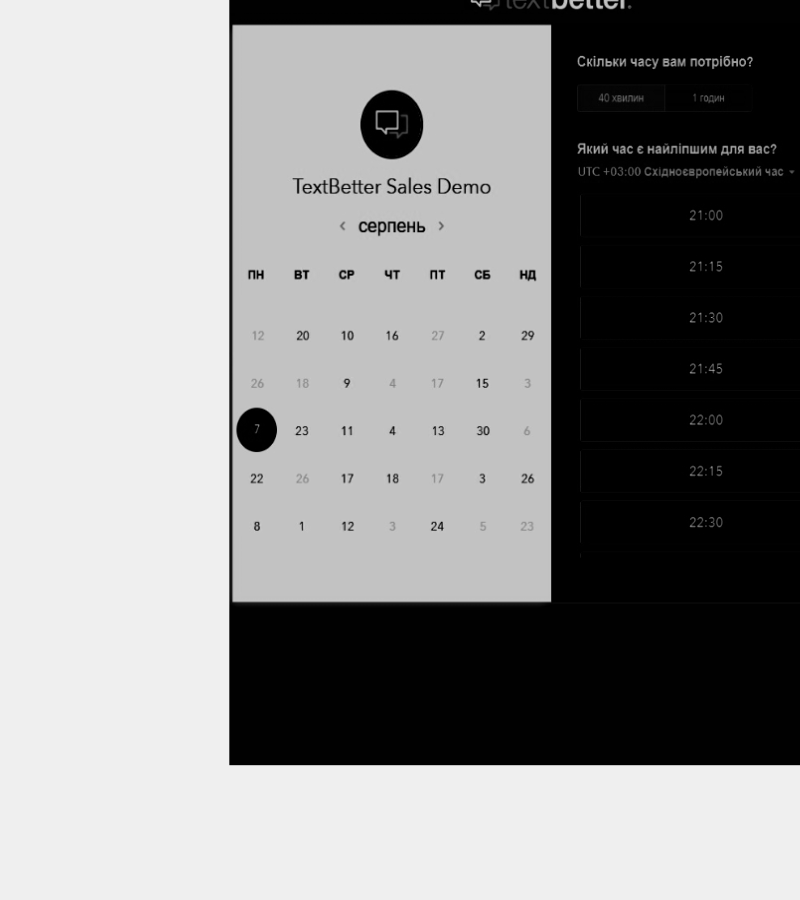 textbetter.
TextBetter Sales Demo
‹ серпень ›
ПН ВТ СР ЧТ ПТ СБ НД
12 20 10 16 27 2 29
26 18 9 4 17 15 3
7 23 11 4 13 30 6
22 26 17 18 17 3 26
8 1 12 3 24 5 23
Скільки часу вам потрібно?
40 хвилин 1 годин
Який час є найліпшим для вас?
UTC +03:00 Східноєвропейський час
21:00
21:15
21:30
21:45
22:00
22:15
22:30